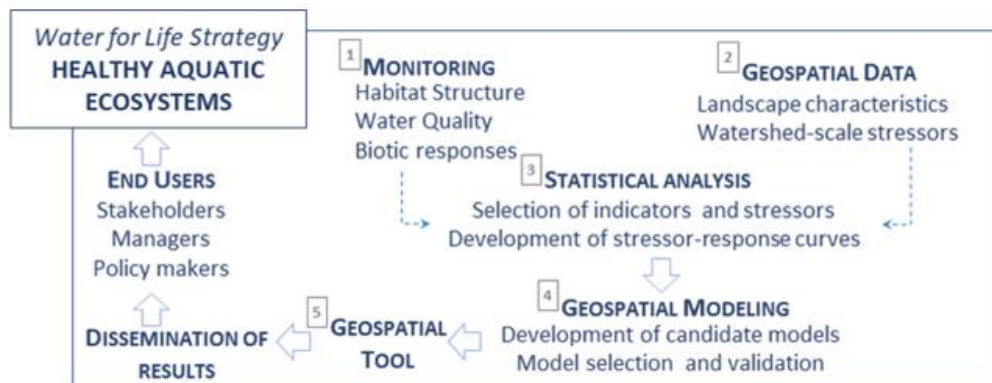 Water for Life Strategy
HEALTHY AQUATIC
ECOSYSTEMS
1 MONITORING
Habitat Structure
Water Quality
Biotic responses
2 GEOSPATIAL DATA
Landscape characteristics
Watershed-scale stressors
3 STATISTICAL ANALYSIS
Selection of indicators and stressors
Development of stressor-response curves
4 GEOSPATIAL MODELING
Development of candidate models
Model selection and validation
5 GEOSPATIAL
TOOL
DISSEMINATION OF
RESULTS
END USERS
Stakeholders
Managers
Policy makers